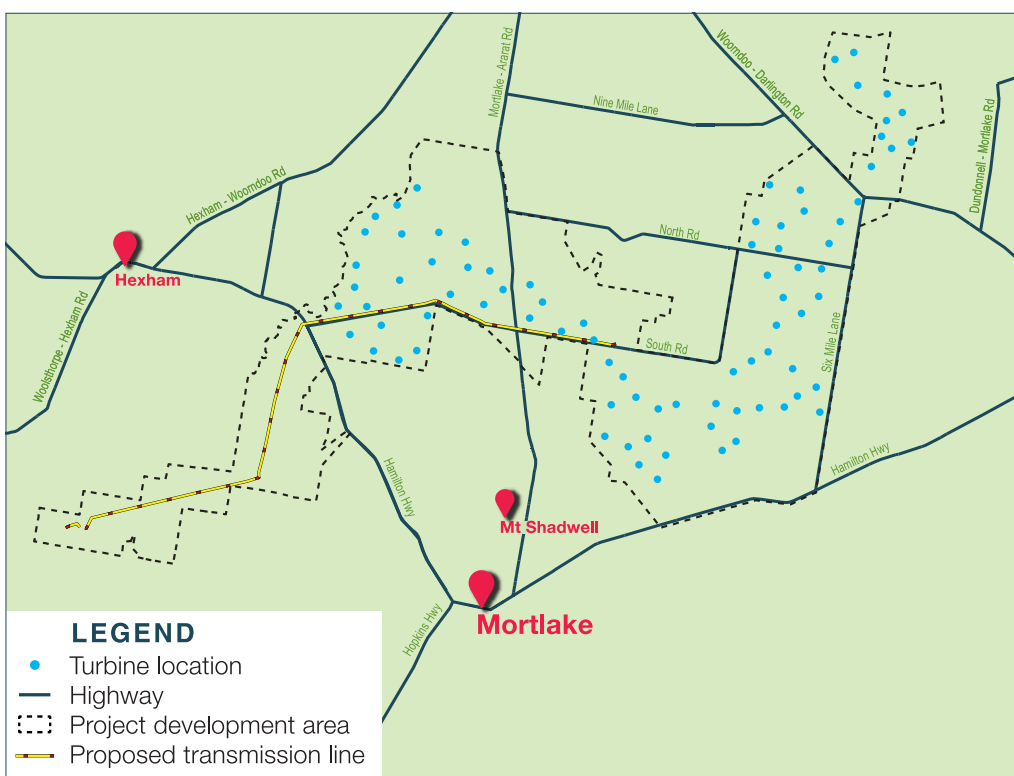 Mortlake - Ararat Rd
Woorndoo - Darlington Rd
Nine Mile Lane
Dundonnell - Mortlake Rd
Hexham - Woorndoo Rd
North Rd
Hexham
Woolsthorpe - Hexham Rd
South Rd
Six Mile Lane
Hamilton Hwy
Hamilton Hwy
Mt Shadwell
Mortlake
Hopkins Hwy
LEGEND
Turbine location
Highway
Project development area
Proposed transmission line